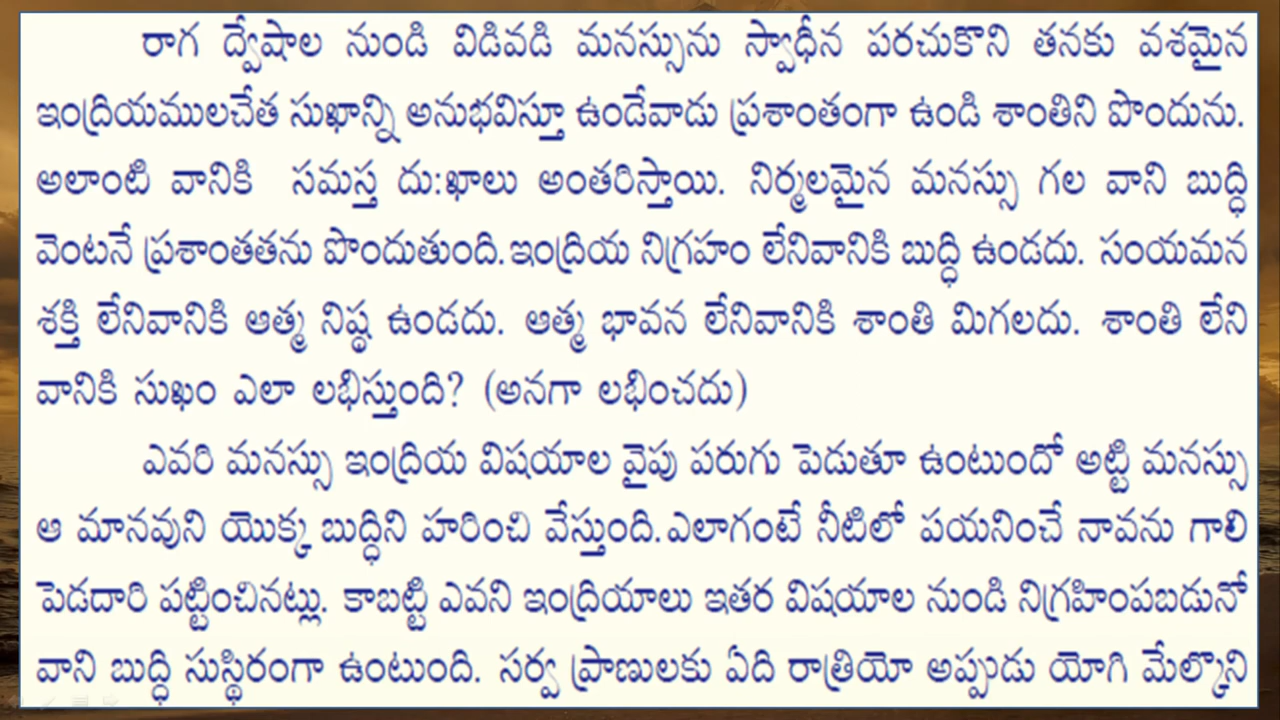 రాగ ద్వేషాల నుండి విడివడి మనస్సును స్వాధీన పరచుకొని తనకు వశమైన
ఇంద్రియములచేత సుఖాన్ని అనుభవిస్తూ ఉండేవాడు ప్రశాంతంగా ఉండి శాంతిని పొందును.
అలాంటి వానికి సమస్త దు:ఖాలు అంతరిస్తాయి. నిర్మలమైన మనస్సు గల వాని బుద్ధి
వెంటనే ప్రశాంతతను పొందుతుంది.ఇంద్రియ నిగ్రహం లేనివానికి బుద్ధి ఉండదు. సంయమన
శక్తి లేనివానికి ఆత్మ నిష్ఠ ఉండదు. ఆత్మ భావన లేనివానికి శాంతి మిగలదు. శాంతి లేని
వానికి సుఖం ఎలా లభిస్తుంది? (అనగా లభించదు)
ఎవరి మనస్సు ఇంద్రియ విషయాల వైపు పరుగు పెడుతూ ఉంటుందో అట్టి మనస్సు
ఆ మానవుని యొక్క బుద్ధిని హరించి వేస్తుంది.ఎలాగంటే నీటిలో పయనించే నావను గాలి
పెడదారి పట్టించినట్లు. కాబట్టి ఎవని ఇంద్రియాలు ఇతర విషయాల నుండి నిగ్రహింపబడునో
వాని బుద్ధి సుస్థిరంగా ఉంటుంది. సర్వ ప్రాణులకు ఏది రాత్రియో అప్పుడు యోగి మేల్కొని